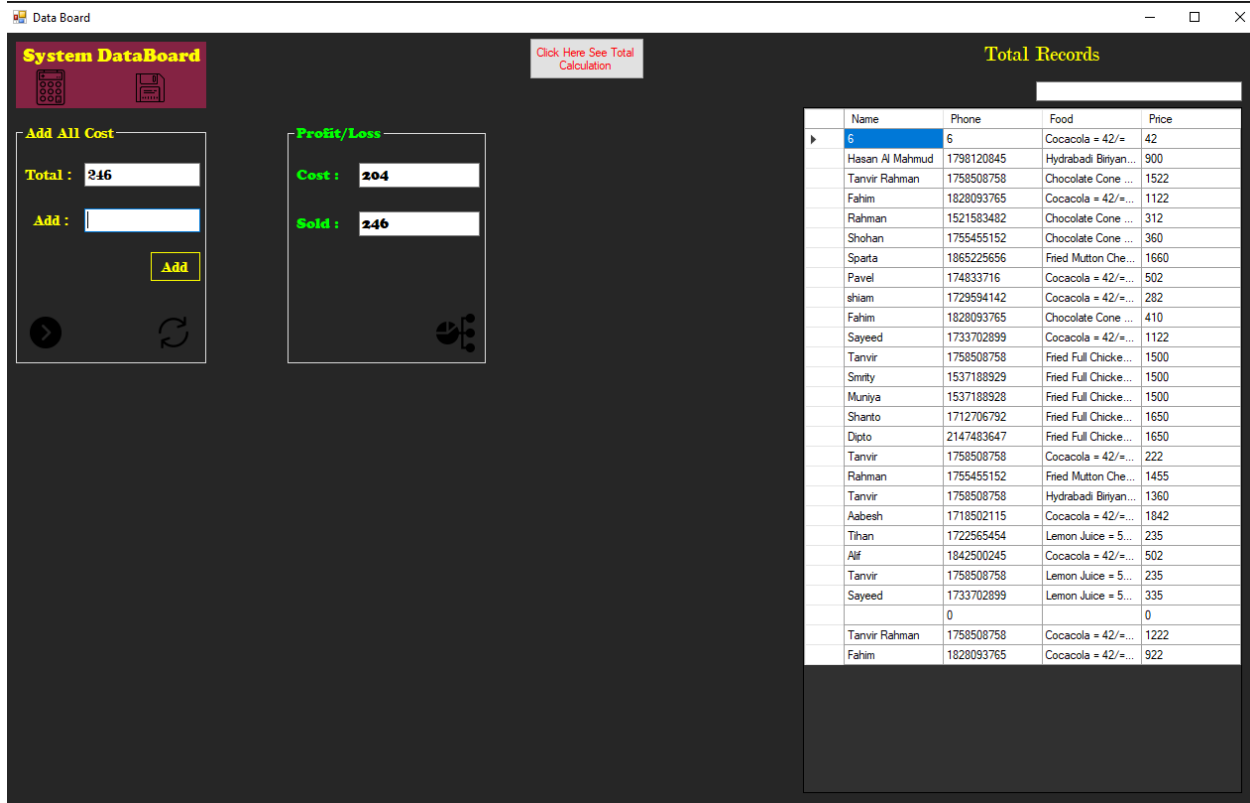 Data Board
System DataBoard
Click Here See Total
Calculation
Total Records
Add All Cost
Total : 246
Add :
Add
Profit/Loss
Cost : 204
Sold : 246
Name Phone Food Price
6 6 Cocacola = 42/= 42
Hasan Al Mahmud 1798120845 Hydrabadi Biriyan... 900
Tanvir Rahman 1758508758 Chocolate Cone ... 1522
Fahim 1828093765 Cocacola = 42/=... 1122
Rahman 1521583482 Chocolate Cone ... 312
Shohan 1755455152 Chocolate Cone ... 360
Sparta 1865225656 Fried Mutton Che... 1660
Pavel 174833716 Cocacola = 42/=... 502
shiam 1729594142 Cocacola = 42/=... 282
Fahim 1828093765 Chocolate Cone ... 410
Sayeed 1733702899 Cocacola = 42/=... 1122
Tanvir 1758508758 Fried Full Chicke... 1500
Smrity 1537188929 Fried Full Chicke... 1500
Muniya 1537188928 Fried Full Chicke... 1500
Shanto 1712706792 Fried Full Chicke... 1650
Dipto 2147483647 Fried Full Chicke... 1650
Tanvir 1758508758 Cocacola = 42/=... 222
Rahman 1755455152 Fried Mutton Che... 1455
Tanvir 1758508758 Hydrabadi Biriyan... 1360
Aabesh 1718502115 Cocacola = 42/=... 1842
Tihan 1722565454 Lemon Juice = 5... 235
Alif 1842500245 Cocacola = 42/=... 502
Tanvir 1758508758 Lemon Juice = 5... 235
Sayeed 1733702899 Lemon Juice = 5... 335
0 0
Tanvir Rahman 1758508758 Cocacola = 42/=... 1222
Fahim 1828093765 Cocacola = 42/=... 922